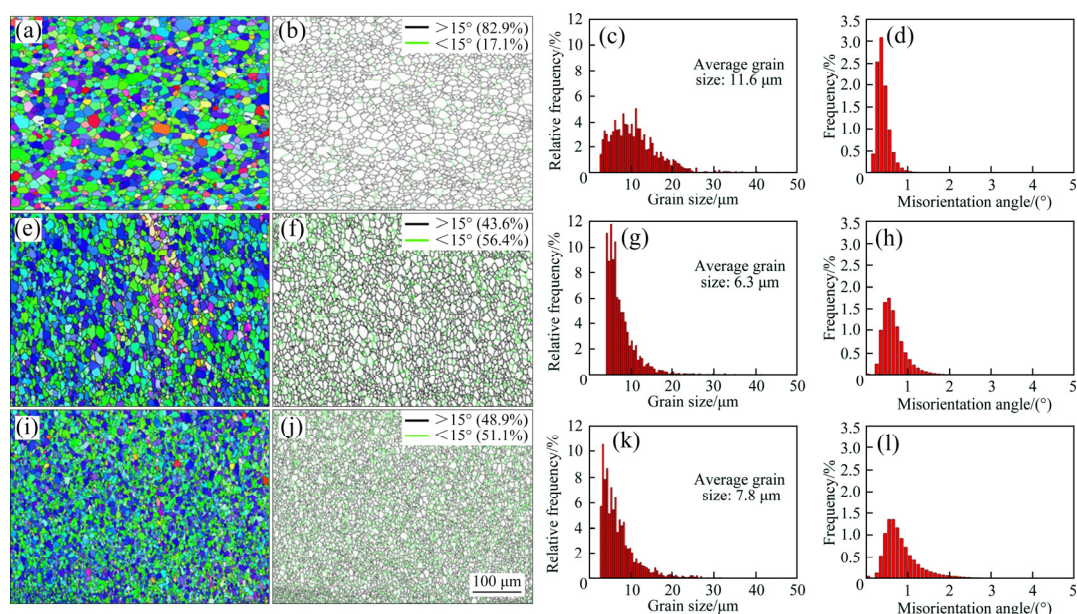 (a)
(b)
>15° (82.9%)
<15° (17.1%)
(c)
Average grain
size: 11.6 μm
Relative frequency/%
12
10
8
6
4
2
0
10 20 30 40 50
Grain size/μm
(d)
Frequency/%
3.5
3.0
2.5
2.0
1.5
1.0
0.5
0 1 2 3 4 5
Misorientation angle/(°)
(e)
(f)
>15° (43.6%)
<15° (56.4%)
(g)
Average grain
size: 6.3 μm
Relative frequency/%
12
10
8
6
4
2
0 10 20 30 40 50
Grain size/μm
(h)
Frequency/%
3.5
3.0
2.5
2.0
1.5
1.0
0.5
0 1 2 3 4 5
Misorientation angle/(°)
(i)
(j)
>15° (48.9%)
<15° (51.1%)
100 μm
(k)
Average grain
size: 7.8 μm
Relative frequency/%
12
10
8
6
4
2
0 10 20 30 40 50
Grain size/μm
(l)
Frequency/%
3.5
3.0
2.5
2.0
1.5
1.0
0.5
0 1 2 3 4 5
Misorientation angle/(°)